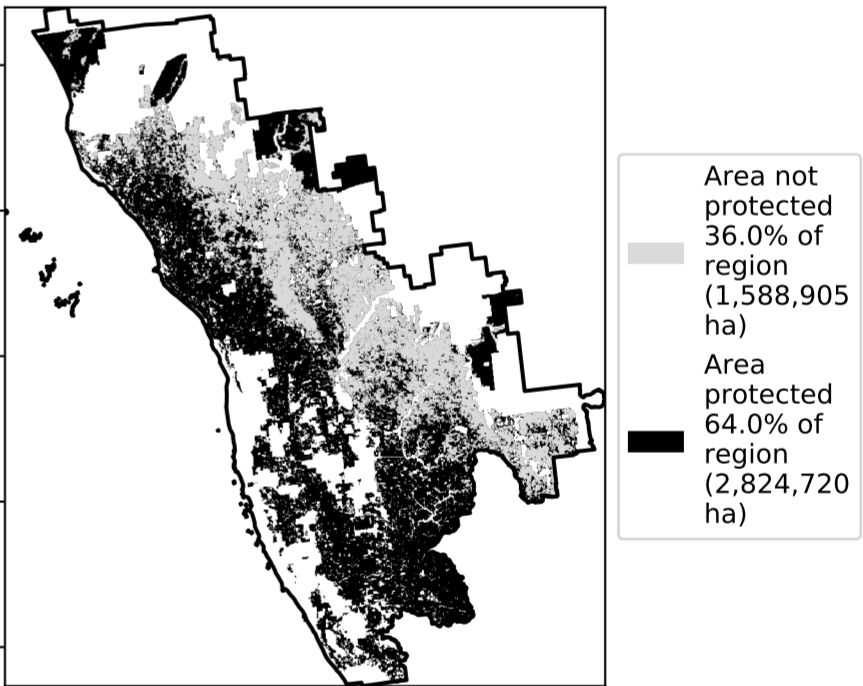 Area not
protected
36.0% of
region
(1,588,905
ha)
Area
protected
64.0% of
region
(2,824,720
ha)